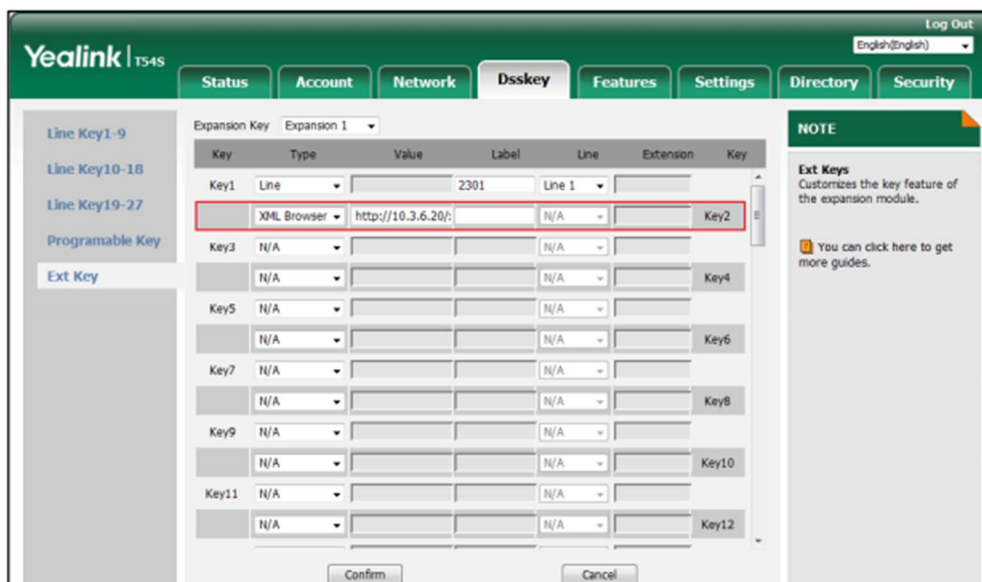 Log Out
Yealink T54S
English(English)
Status Account Network Dsskey Features Settings Directory Security
Line Key1-9
Line Key10-18
Line Key19-27
Programable Key
Ext Key
Expansion Key Expansion 1
Key Type Value Label Line Extension Key
Key1 Line 2301 Line 1
XML Browser http://10.3.6.20/ N/A Key2
Key3 N/A N/A
N/A N/A Key4
Key5 N/A N/A
N/A N/A Key6
Key7 N/A N/A
N/A N/A Key8
Key9 N/A N/A
N/A N/A Key10
Key11 N/A N/A
N/A N/A Key12
Confirm Cancel
NOTE
Ext Keys
Customizes the key feature of
the expansion module.
You can click here to get
more guides.